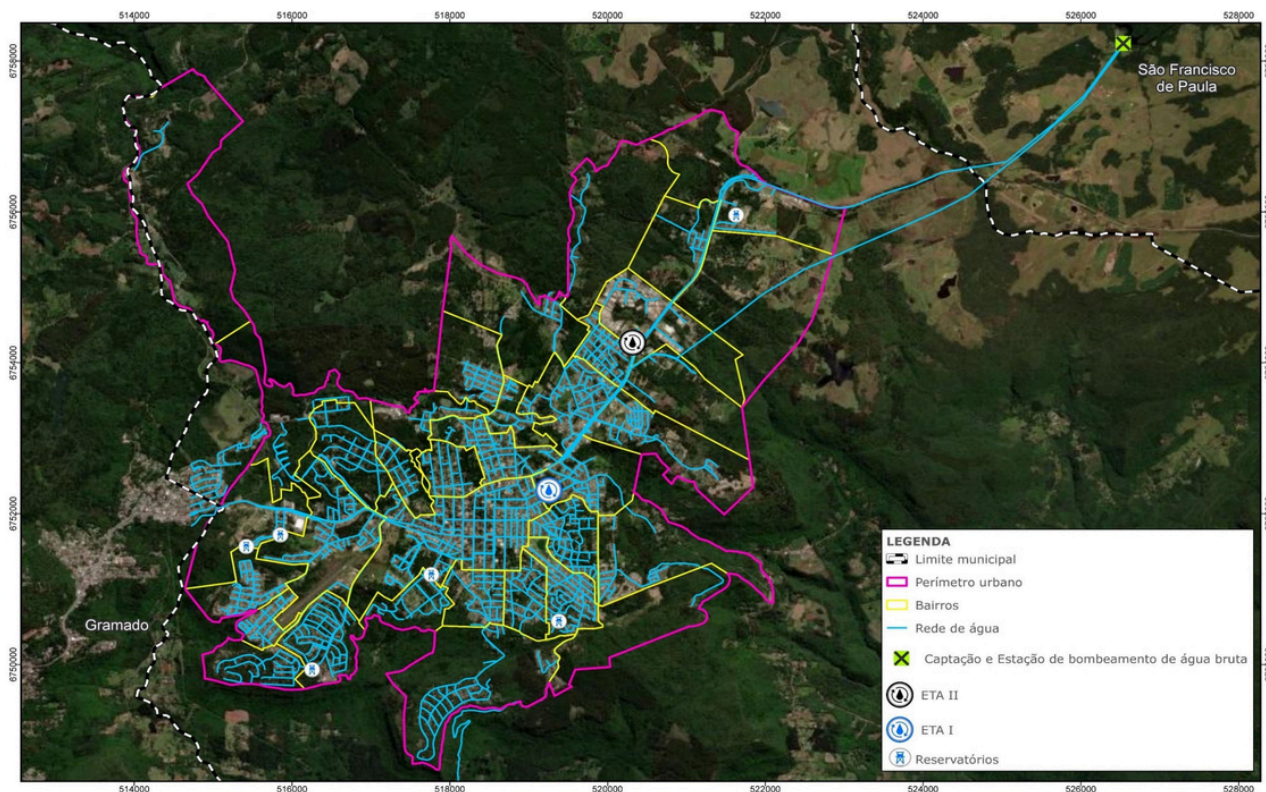 514000 516000 518000 520000 522000 524000 526000 528000
6758000
São Francisco
de Paula
6756000
6754000
6752000
LEGENDA
Limite municipal
Perímetro urbano
Bairros
Rede de água
Gramado
Captação e Estação de bombeamento de água bruta
6750000
ETA II
ETA I
Reservatórios
514000 516000 518000 520000 522000 524000 526000 528000